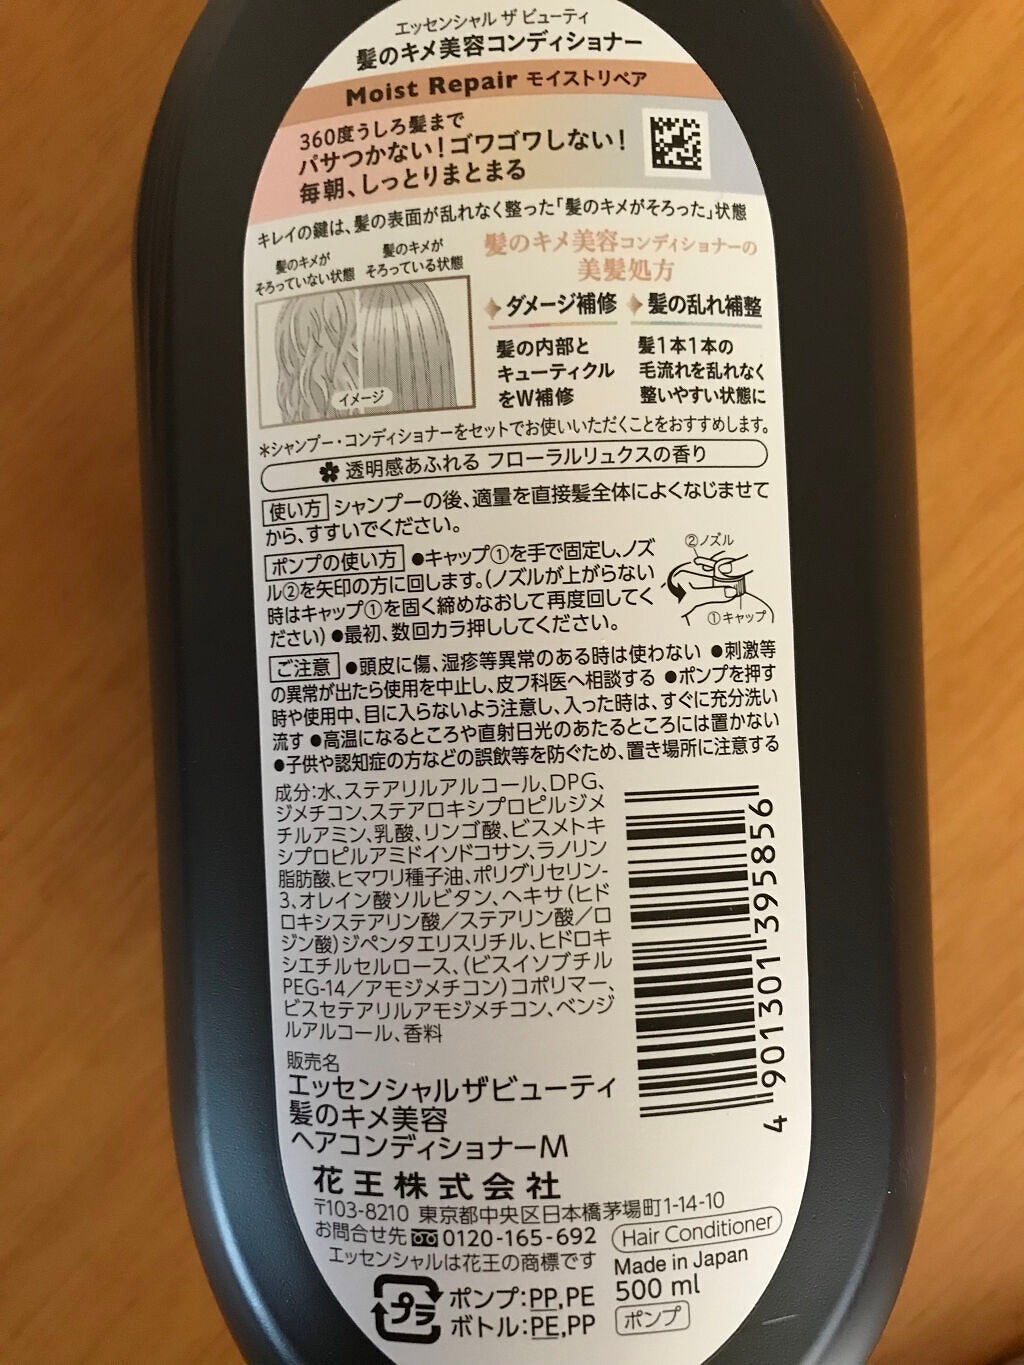 エッセンシャル ザ ビューティ
髪のキメ美容コンディショナー
Moist Repair モイストリペア
360度うしろ髪まで
パサつかない!ゴワゴワしない!
毎朝、しっとりまとまる
キレイの鍵は、髪の表面が乱れなく整った「髪のキメがそろった」状態
髪のキメが
そろっていない状態
髪のキメが
そろっている状態
イメージ
髪のキメ美容コンディショナーの
美髪処方
ダメージ補修
髪の内部と
キューティクル
をW補修
髪の乱れ補整
髪1本1本の
毛流れを乱れなく
整いやすい状態に
*シャンプー・コンディショナーをセットでお使いいただくことをおすすめします。
透明感あふれる フローラルリュクスの香り
使い方 シャンプーの後、適量を直接髪全体によくなじませて
から、すすいでください。
ポンプの使い方 ●キャップ①を手で固定し、ノズ
ル②を矢印の方に回します。(ノズルが上がらない
時はキャップ①を固く締めなおして再度回してく
ださい) ●最初、数回カラ押ししてください。
②ノズル
①キャップ
ご注意 ●頭皮に傷、湿疹等異常のある時は使わない ●刺激等
の異常が出たら使用を中止し、皮フ科医へ相談する ●ポンプを押す
時や使用中、目に入らないよう注意し、入った時は、すぐに充分洗い
流す ●高温になるところや直射日光のあたるところには置かない
●子供や認知症の方などの誤飲等を防ぐため、置き場所に注意する
成分:水、ステアリルアルコール、DPG、
ジメチコン、ステアロキシプロピルジメ
チルアミン、乳酸、リンゴ酸、ビスメトキ
シプロピルアミドイソドコサン、ラノリン
脂肪酸、ヒマワリ種子油、ポリグリセリン-
3、オレイン酸ソルビタン、ヘキサ(ヒド
ロキシステアリン酸/ステアリン酸/ロ
ジン酸)ジペンタエリスリチル、ヒドロキ
シエチルセルロース、(ビスイソブチル
PEG-14/アモジメチコン)コポリマー、
ビスセテアリルアモジメチコン、ベンジ
ルアルコール、香料
4 901301 395856
販売名
エッセンシャルザビューティ
髪のキメ美容
ヘアコンディショナーM
花王株式会社
〒103-8210 東京都中央区日本橋茅場町1-14-10
お問合せ先 0120-165-692
エッセンシャルは花王の商標です
Hair Conditioner
Made in Japan
500 ml
ポンプ
プラ
ポンプ:PP,PE
ボトル:PE,PP